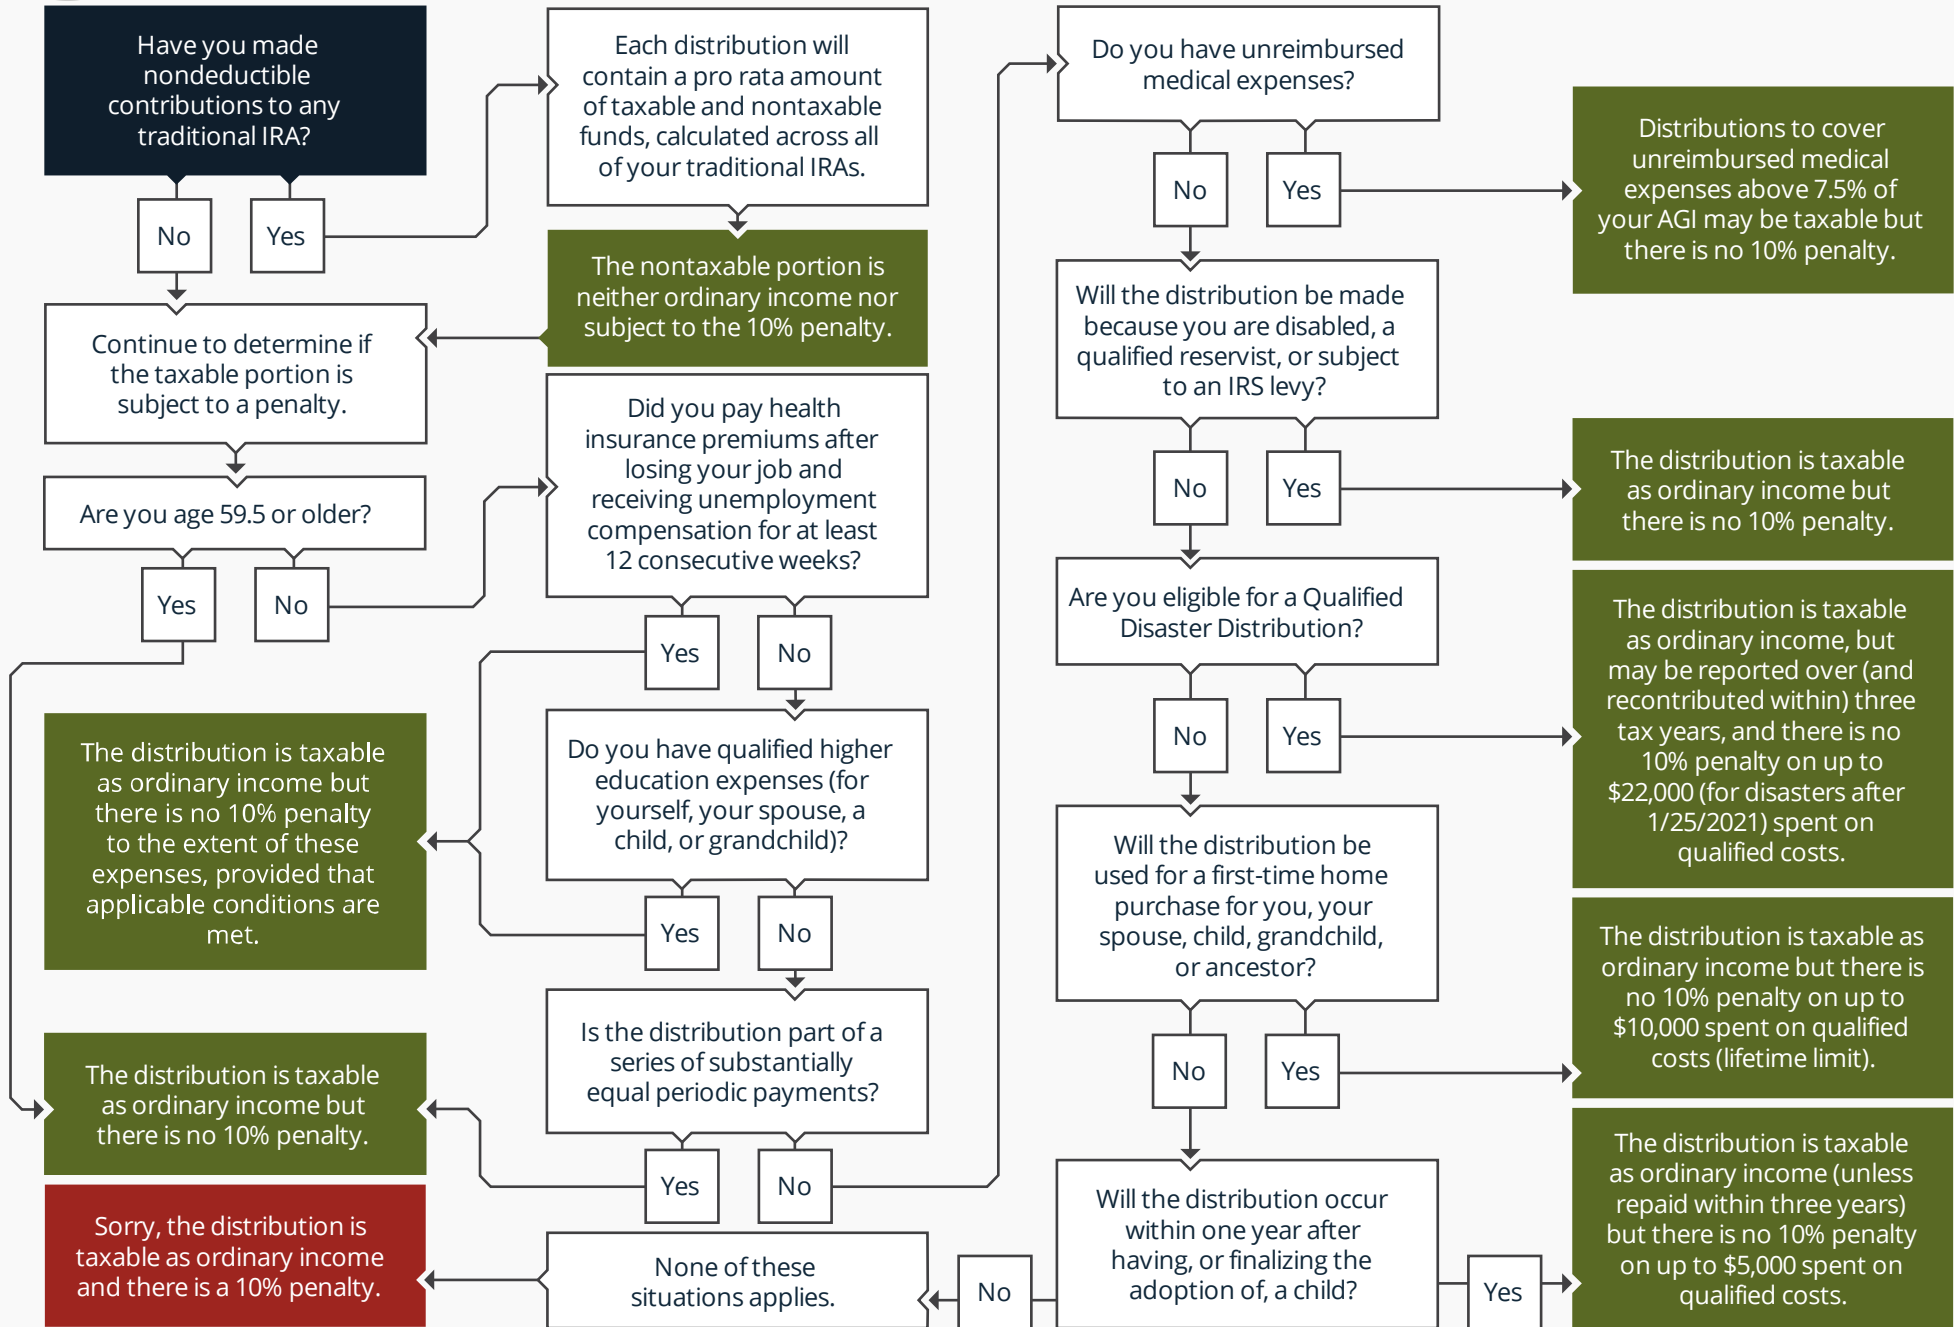 Have you made
nondeductible
contributions to any
traditional IRA?
No
Yes
Each distribution will
contain a pro rata amount
of taxable and nontaxable
funds, calculated across all
of your traditional IRAs.
The nontaxable portion is
neither ordinary income nor
subject to the 10% penalty.
Continue to determine if
the taxable portion is
subject to a penalty.
Are you age 59.5 or older?
Yes
No
Did you pay health
insurance premiums after
losing your job and
receiving unemployment
compensation for at least
12 consecutive weeks?
Yes
No
The distribution is taxable
as ordinary income but
there is no 10% penalty
to the extent of these
expenses, provided that
applicable conditions are
met.
Do you have qualified higher
education expenses (for
yourself, your spouse, a
child, or grandchild)?
Yes
No
Is the distribution part of a
series of substantially
equal periodic payments?
Yes
No
The distribution is taxable
as ordinary income but
there is no 10% penalty.
Sorry, the distribution is
taxable as ordinary income
and there is a 10% penalty.
None of these
situations applies.
Do you have unreimbursed
medical expenses?
No
Yes
Distributions to cover
unreimbursed medical
expenses above 7.5% of
your AGI may be taxable but
there is no 10% penalty.
Will the distribution be made
because you are disabled, a
qualified reservist, or subject
to an IRS levy?
No
Yes
The distribution is taxable
as ordinary income but
there is no 10% penalty.
Are you eligible for a Qualified
Disaster Distribution?
No
Yes
The distribution is taxable
as ordinary income, but
may be reported over (and
recontributed within) three
tax years, and there is no
10% penalty on up to
$22,000 (for disasters after
1/25/2021) spent on
qualified costs.
Will the distribution be
used for a first-time home
purchase for you, your
spouse, child, grandchild,
or ancestor?
No
Yes
The distribution is taxable as
ordinary income but there is
no 10% penalty on up to
$10,000 spent on qualified
costs (lifetime limit).
Will the distribution occur
within one year after
having, or finalizing the
adoption of, a child?
No
Yes
The distribution is taxable
as ordinary income (unless
repaid within three years)
but there is no 10% penalty
on up to $5,000 spent on
qualified costs.